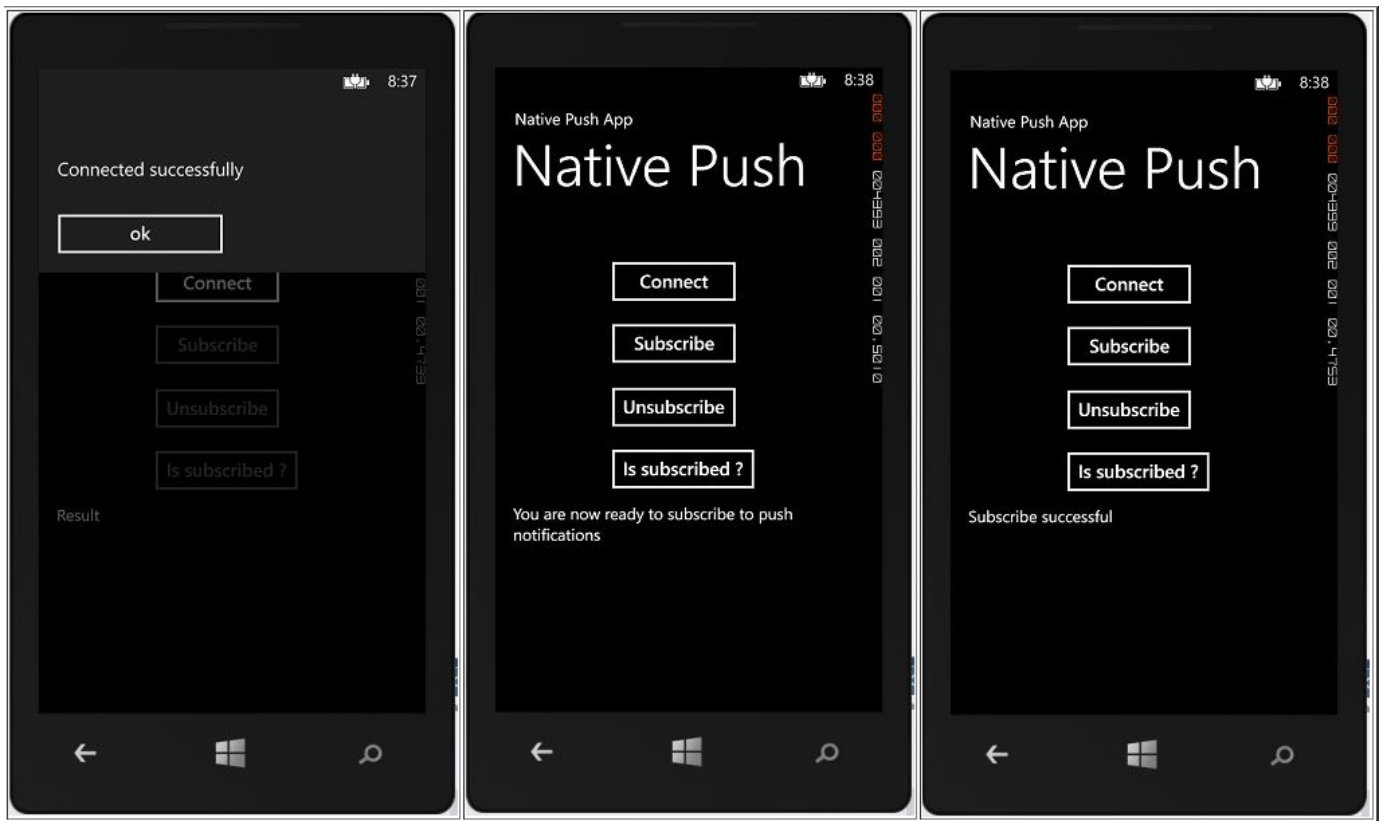 8:37
Connected successfully
ok
Connect
Subscribe
Unsubscribe
Is subscribed ?
Result
8:38
Native Push App
Native Push
Connect
Subscribe
Unsubscribe
Is subscribed ?
You are now ready to subscribe to push
notifications
8:38
Native Push App
Native Push
Connect
Subscribe
Unsubscribe
Is subscribed ?
Subscribe successful